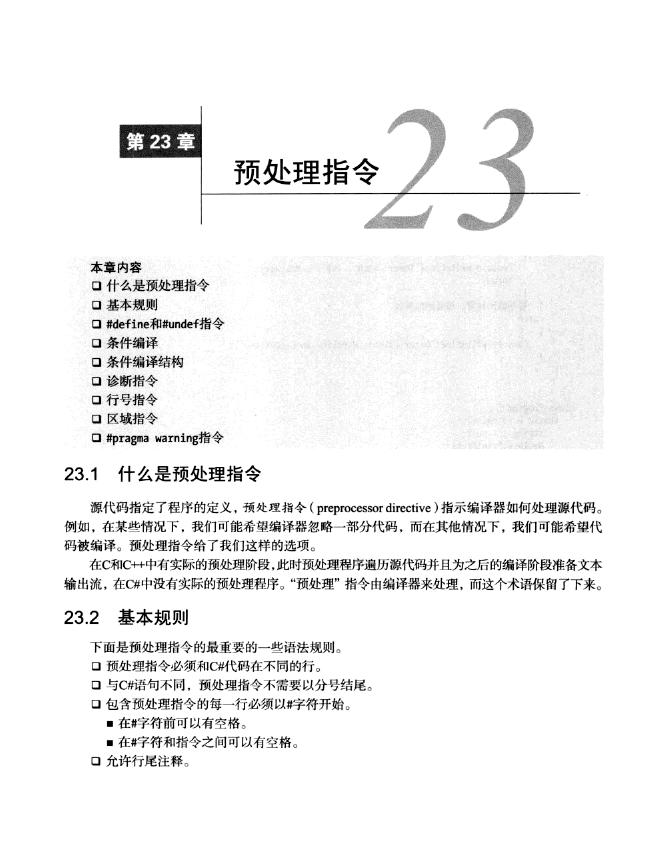 第 23 章
预处理指令
23
本章内容
❑ 什么是预处理指令
❑ 基本规则
❑ #define和#undef指令
❑ 条件编译
❑ 条件编译结构
❑ 诊断指令
❑ 行号指令
❑ 区域指令
❑ #pragma warning指令
23.1 什么是预处理指令
源代码指定了程序的定义，预处理指令（preprocessor directive）指示编译器如何处理源代码。
例如，在某些情况下，我们可能希望编译器忽略一部分代码，而在其他情况下，我们可能希望代
码被编译。预处理指令给了我们这样的选项。
在C和C++中有实际的预处理阶段，此时预处理程序遍历源代码并且为之后的编译阶段准备文本
输出流，在C#中没有实际的预处理程序。“预处理”指令由编译器来处理，而这个术语保留了下来。
23.2 基本规则
下面是预处理指令的最重要的一些语法规则。
❑ 预处理指令必须和C#代码在不同的行。
❑ 与C#语句不同，预处理指令不需要以分号结尾。
❑ 包含预处理指令的每一行必须以#字符开始。
■ 在#字符前可以有空格。
■ 在#字符和指令之间可以有空格。
❑ 允许行尾注释。